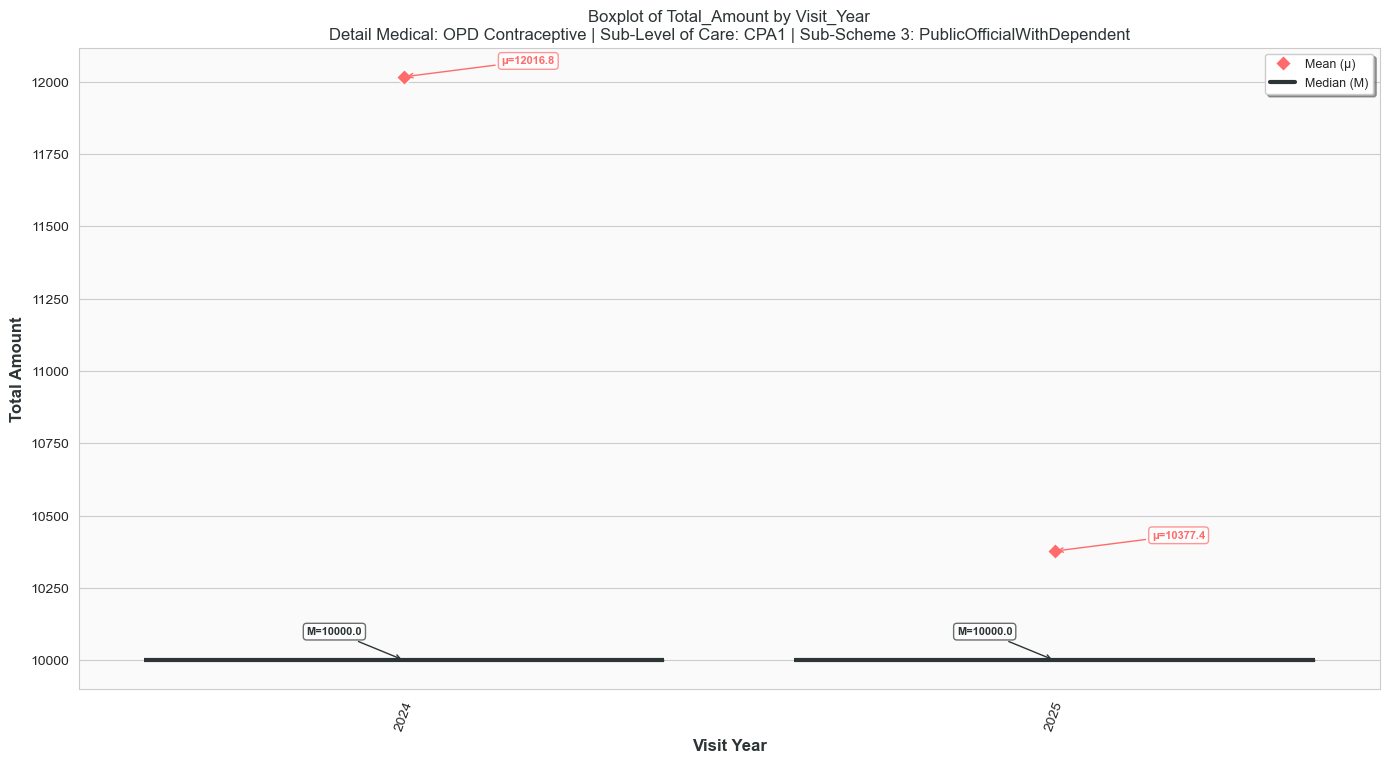 Boxplot of Total_Amount by Visit_Year
Detail Medical: OPD Contraceptive | Sub-Level of Care: CPA1 | Sub-Scheme 3: PublicOfficialWithDependent
Mean (μ)
Median (M)
Total Amount
12000
11750
11500
11250
11000
10750
10500
10250
10000
μ=12016.8
μ=10377.4
M=10000.0
M=10000.0
2024
2025
Visit Year